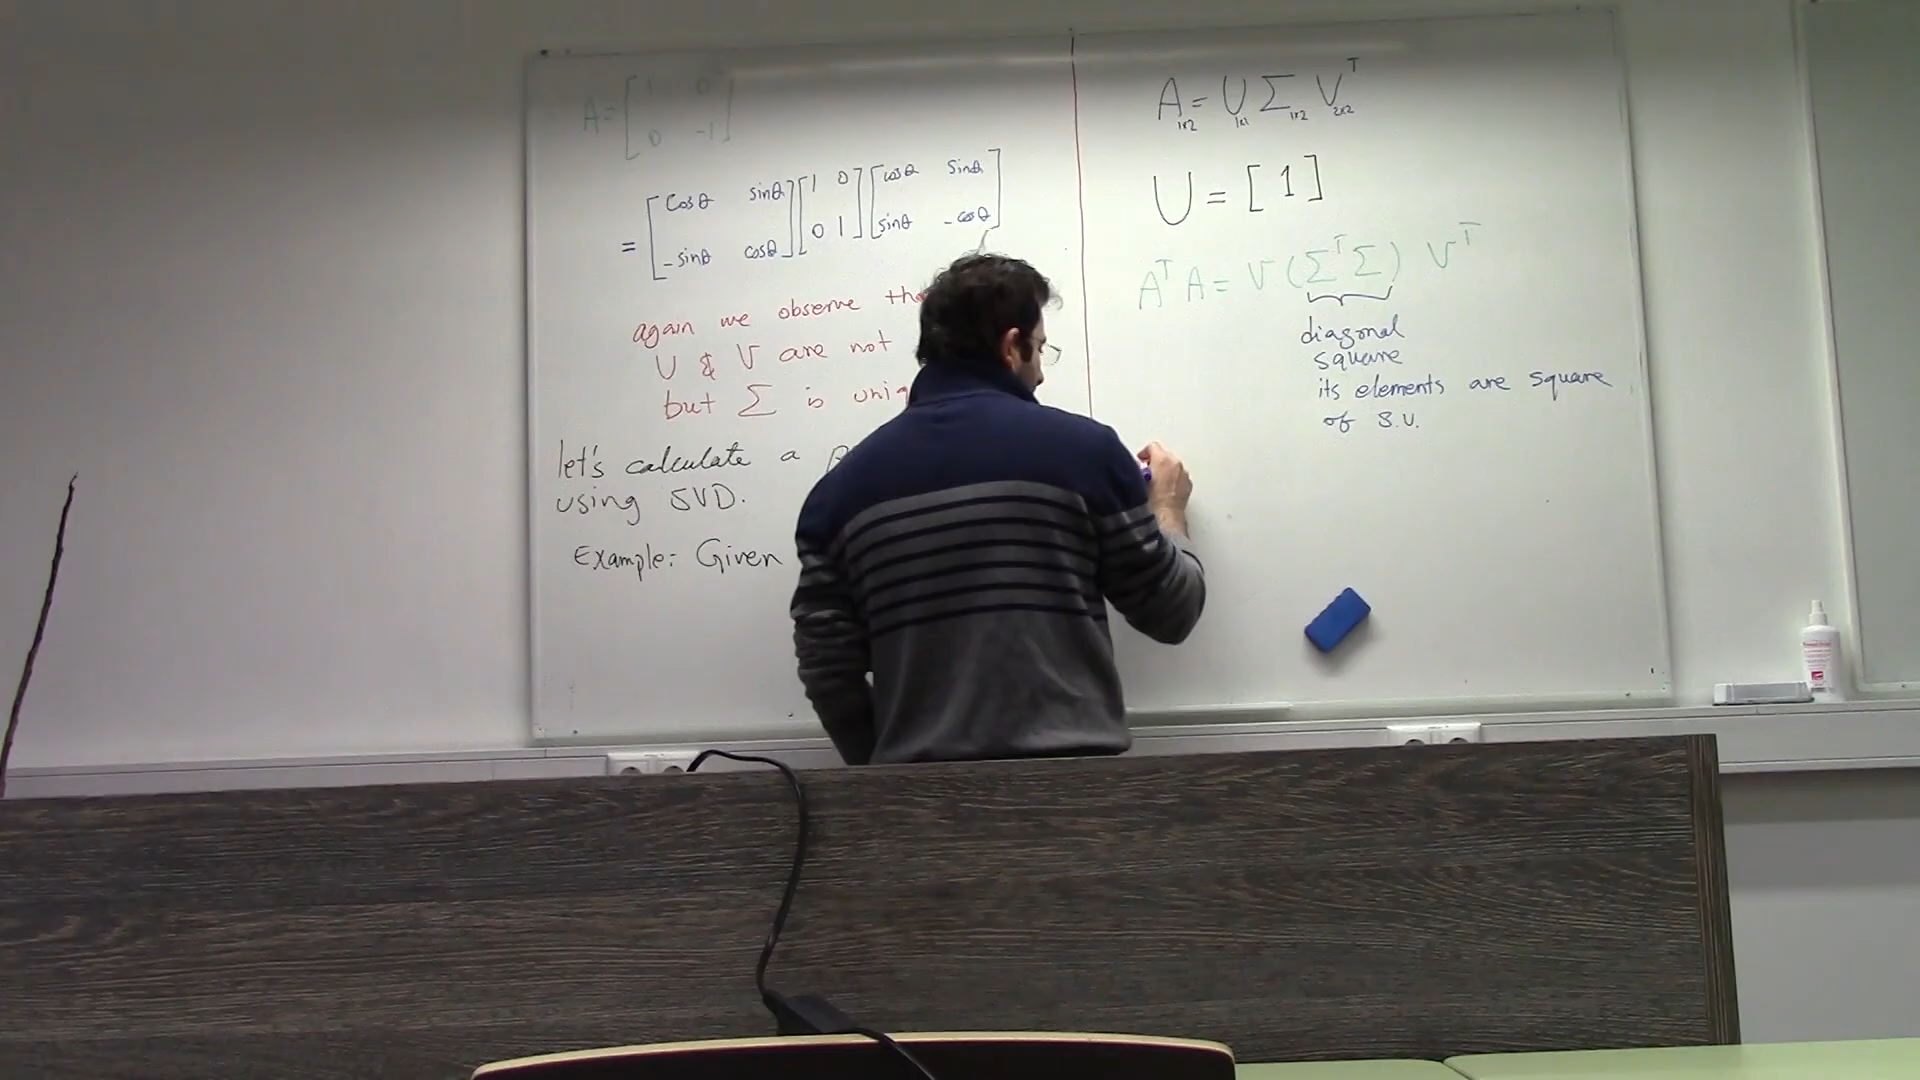 A = [ 1 0
0 -1 ]
= [ Cosθ sinθ
-sinθ cosθ ] [ 1 0
0 1 ] [ cosθ Sinθ
sinθ -cosθ ]
again we observe
U & V are not
but Σ is
let's calculate a
using SVD.
Example: Given
A 1x2 = U 1x1 Σ 1x2 V^T 2x2
U = [ 1 ]
A^T A = V (Σ^T Σ) V^T
diagonal
square
its elements are square
of S.V.